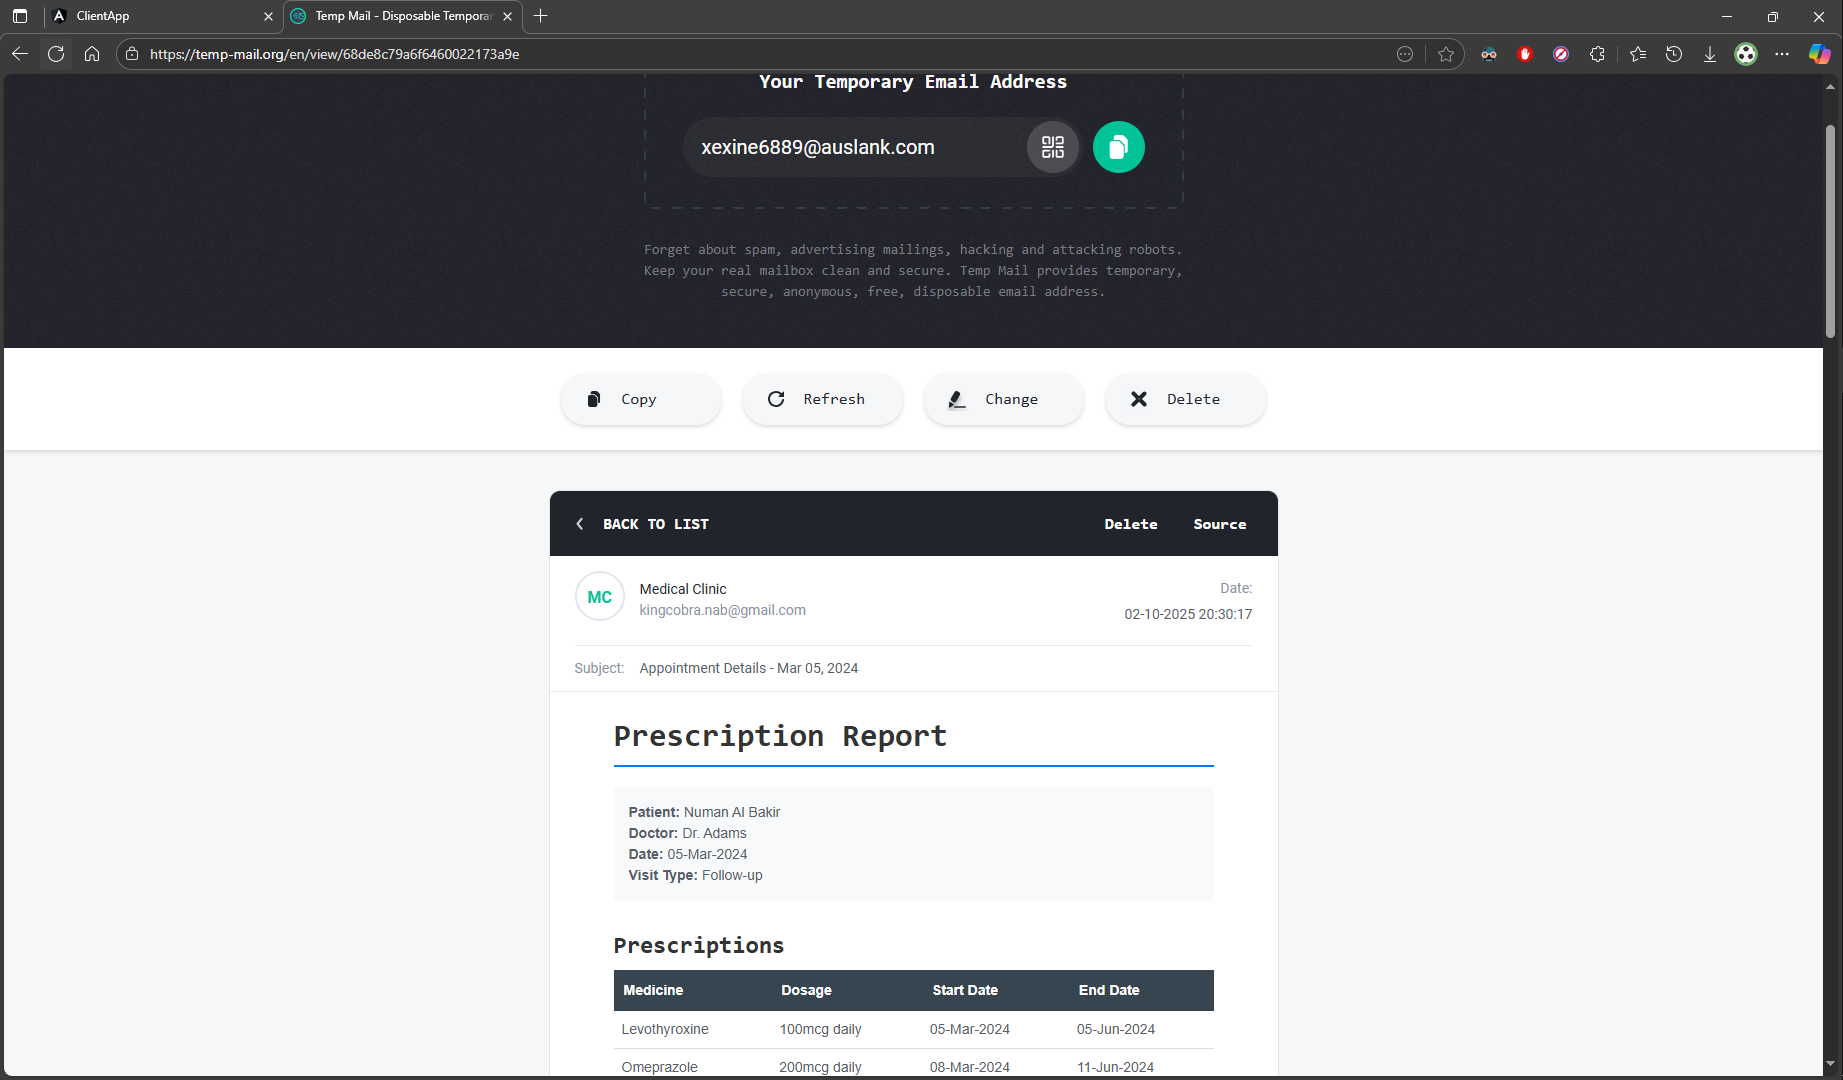 ClientApp
Temp Mail - Disposable Temporar
https://temp-mail.org/en/view/68de8c79a6f6460022173a9e
Your Temporary Email Address
xexine6889@auslank.com
Forget about spam, advertising mailings, hacking and attacking robots.
Keep your real mailbox clean and secure. Temp Mail provides temporary,
secure, anonymous, free, disposable email address.
Copy
Refresh
Change
Delete
BACK TO LIST
Delete
Source
MC
Medical Clinic
kingcobra.nab@gmail.com
Date:
02-10-2025 20:30:17
Subject: Appointment Details - Mar 05, 2024
Prescription Report
Patient: Numan Al Bakir
Doctor: Dr. Adams
Date: 05-Mar-2024
Visit Type: Follow-up
Prescriptions
Medicine Dosage Start Date End Date
Levothyroxine 100mcg daily 05-Mar-2024 05-Jun-2024
Omeprazole 200mcg daily 08-Mar-2024 11-Jun-2024